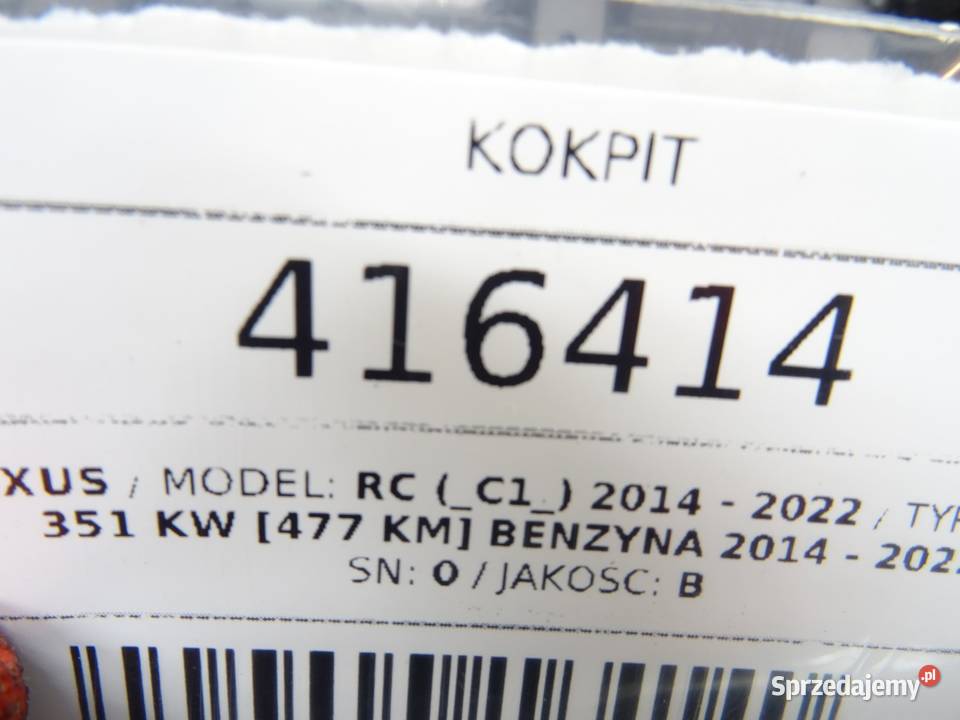 KOKPIT
416414
XUS / MODEL: RC (_C1_) 2014 - 2022 / TYP
351 KW [477 KM] BENZYNA 2014 - 202
SN: 0 / JAKOŚĆ: B
Sprzedajemy.pl